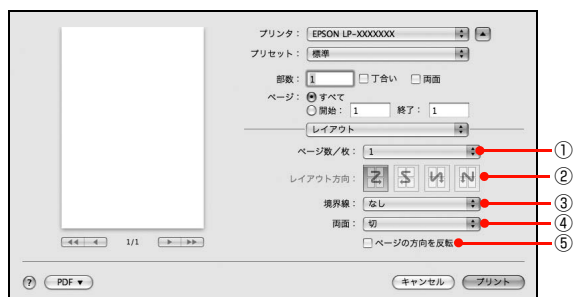 プリンタ： EPSON LP-XXXXXXX
プリセット： 標準
部数： 1 丁合い 両面
ページ： すべて
開始： 1 終了： 1
レイアウト
ページ数／枚： 1 ①
レイアウト方向： ②
境界線： なし ③
両面： 切 ④
ページの方向を反転 ⑤
1/1
? PDF▼ キャンセル プリント